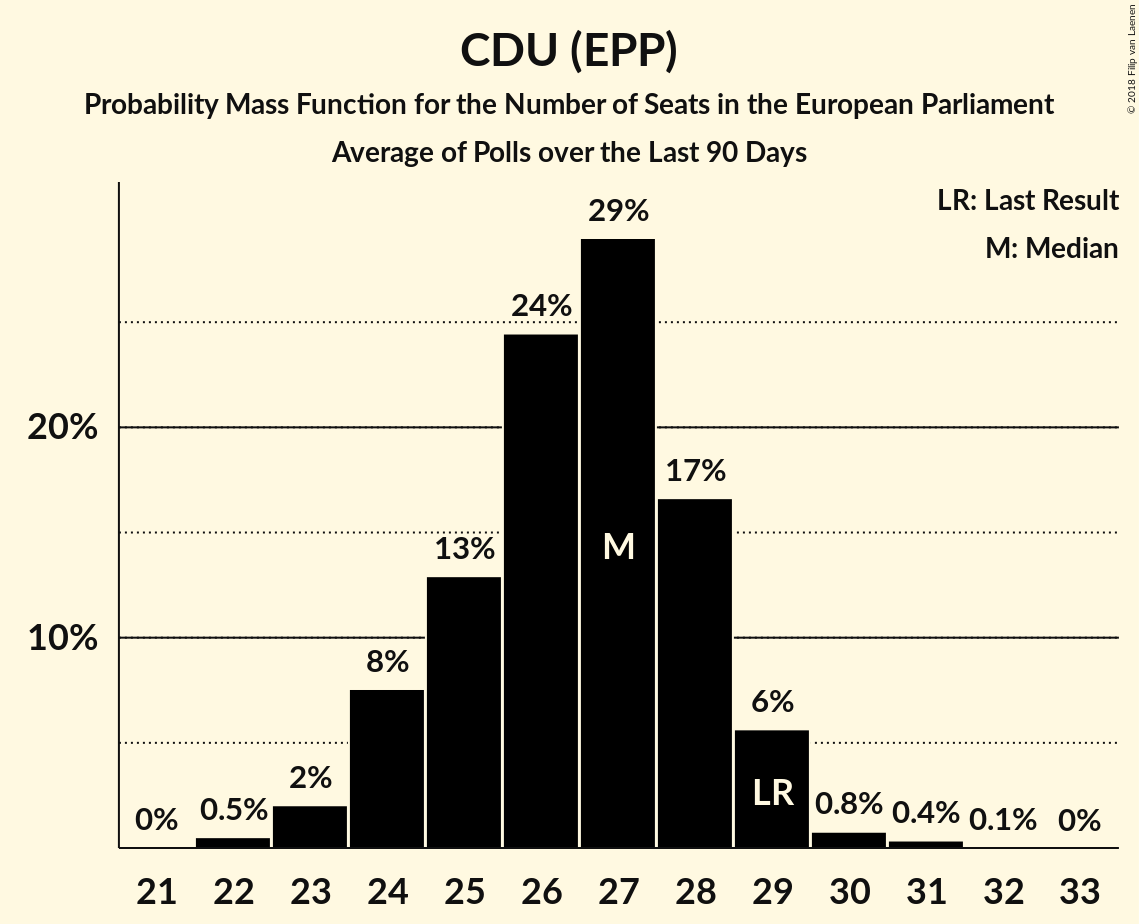 CDU (EPP)
Probability Mass Function for the Number of Seats in the European Parliament
Average of Polls over the Last 90 Days
© 2018 Filip van Laenen
LR: Last Result
M: Median
29%
24%
20%
17%
13%
M
10%
8%
6%
2%
LR
0%
0.5%
0.8%
0.4%
0.1%
0%
21 22 23 24 25 26 27 28 29 30 31 32 33